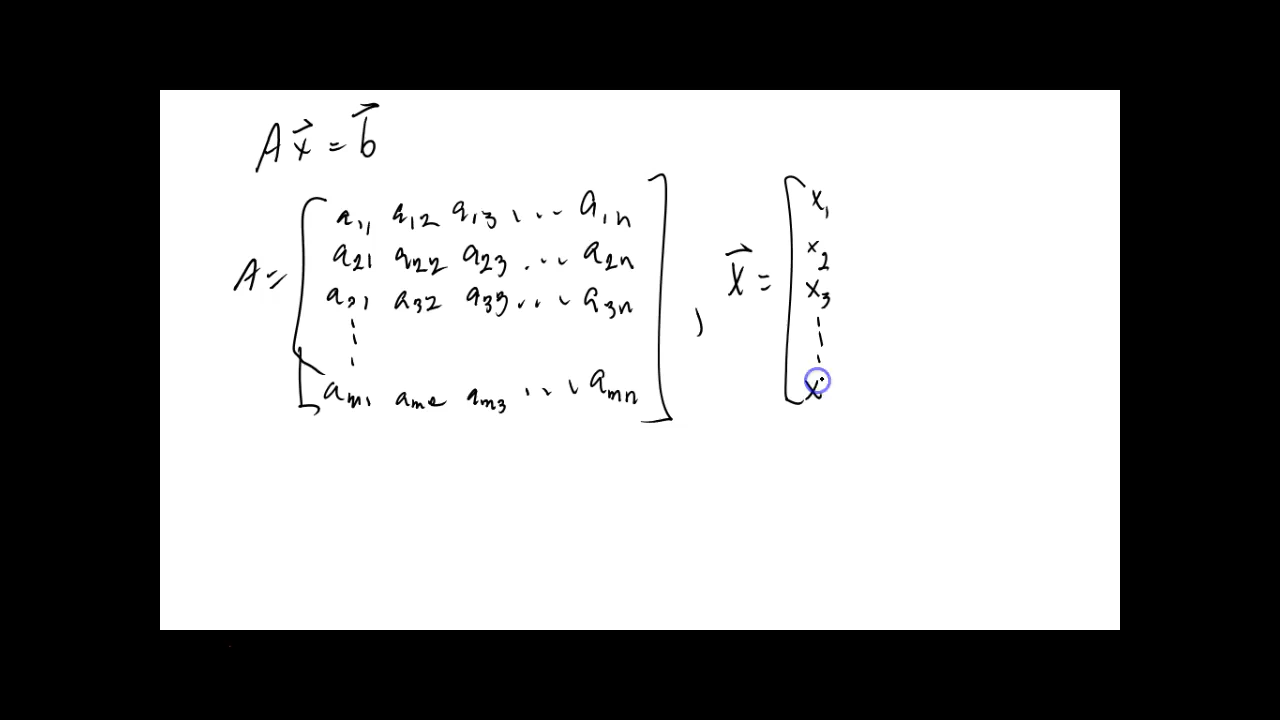 A x⃗ = b⃗
A = [ a₁₁ a₁₂ a₁₃ ... a₁ₙ
a₂₁ a₂₂ a₂₃ ... a₂ₙ
a₃₁ a₃₂ a₃₃ ... a₃ₙ
⋮
aₘ₁ aₘ₂ aₘ₃ ... aₘₙ ] , x⃗ = [ x₁
x₂
x₃
⋮
x